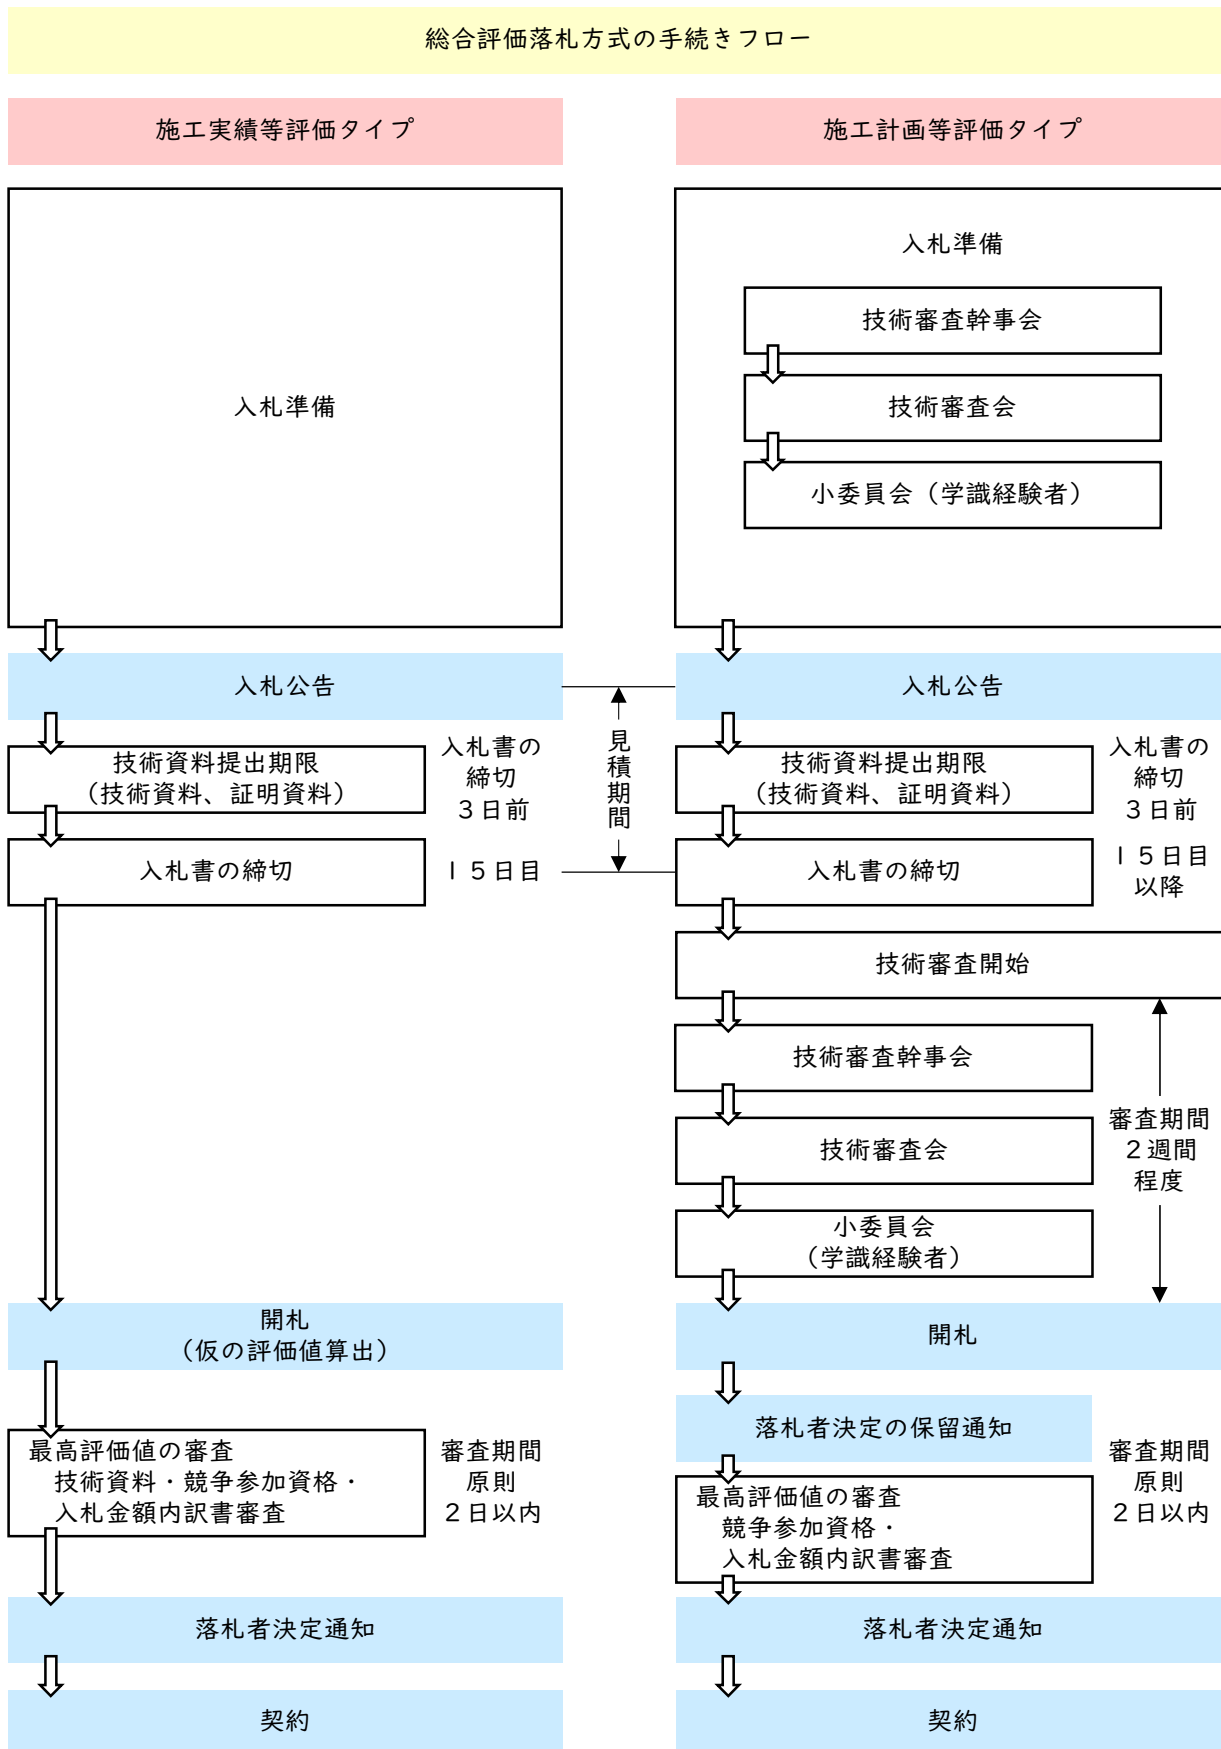 総合評価落札方式の手続きフロー
施工実績等評価タイプ
入札準備
入札公告
技術資料提出期限
（技術資料、証明資料）
入札書の
締切
３日前
入札書の締切
１５日目
開札
（仮の評価値算出）
最高評価値の審査
技術資料・競争参加資格・
入札金額内訳書審査
審査期間
原則
２日以内
落札者決定通知
契約
見積期間
施工計画等評価タイプ
入札準備
技術審査幹事会
技術審査会
小委員会（学識経験者）
入札公告
技術資料提出期限
（技術資料、証明資料）
入札書の
締切
３日前
入札書の締切
１５日目
以降
技術審査開始
技術審査幹事会
技術審査会
小委員会
（学識経験者）
審査期間
２週間
程度
開札
落札者決定の保留通知
最高評価値の審査
競争参加資格・
入札金額内訳書審査
審査期間
原則
２日以内
落札者決定通知
契約